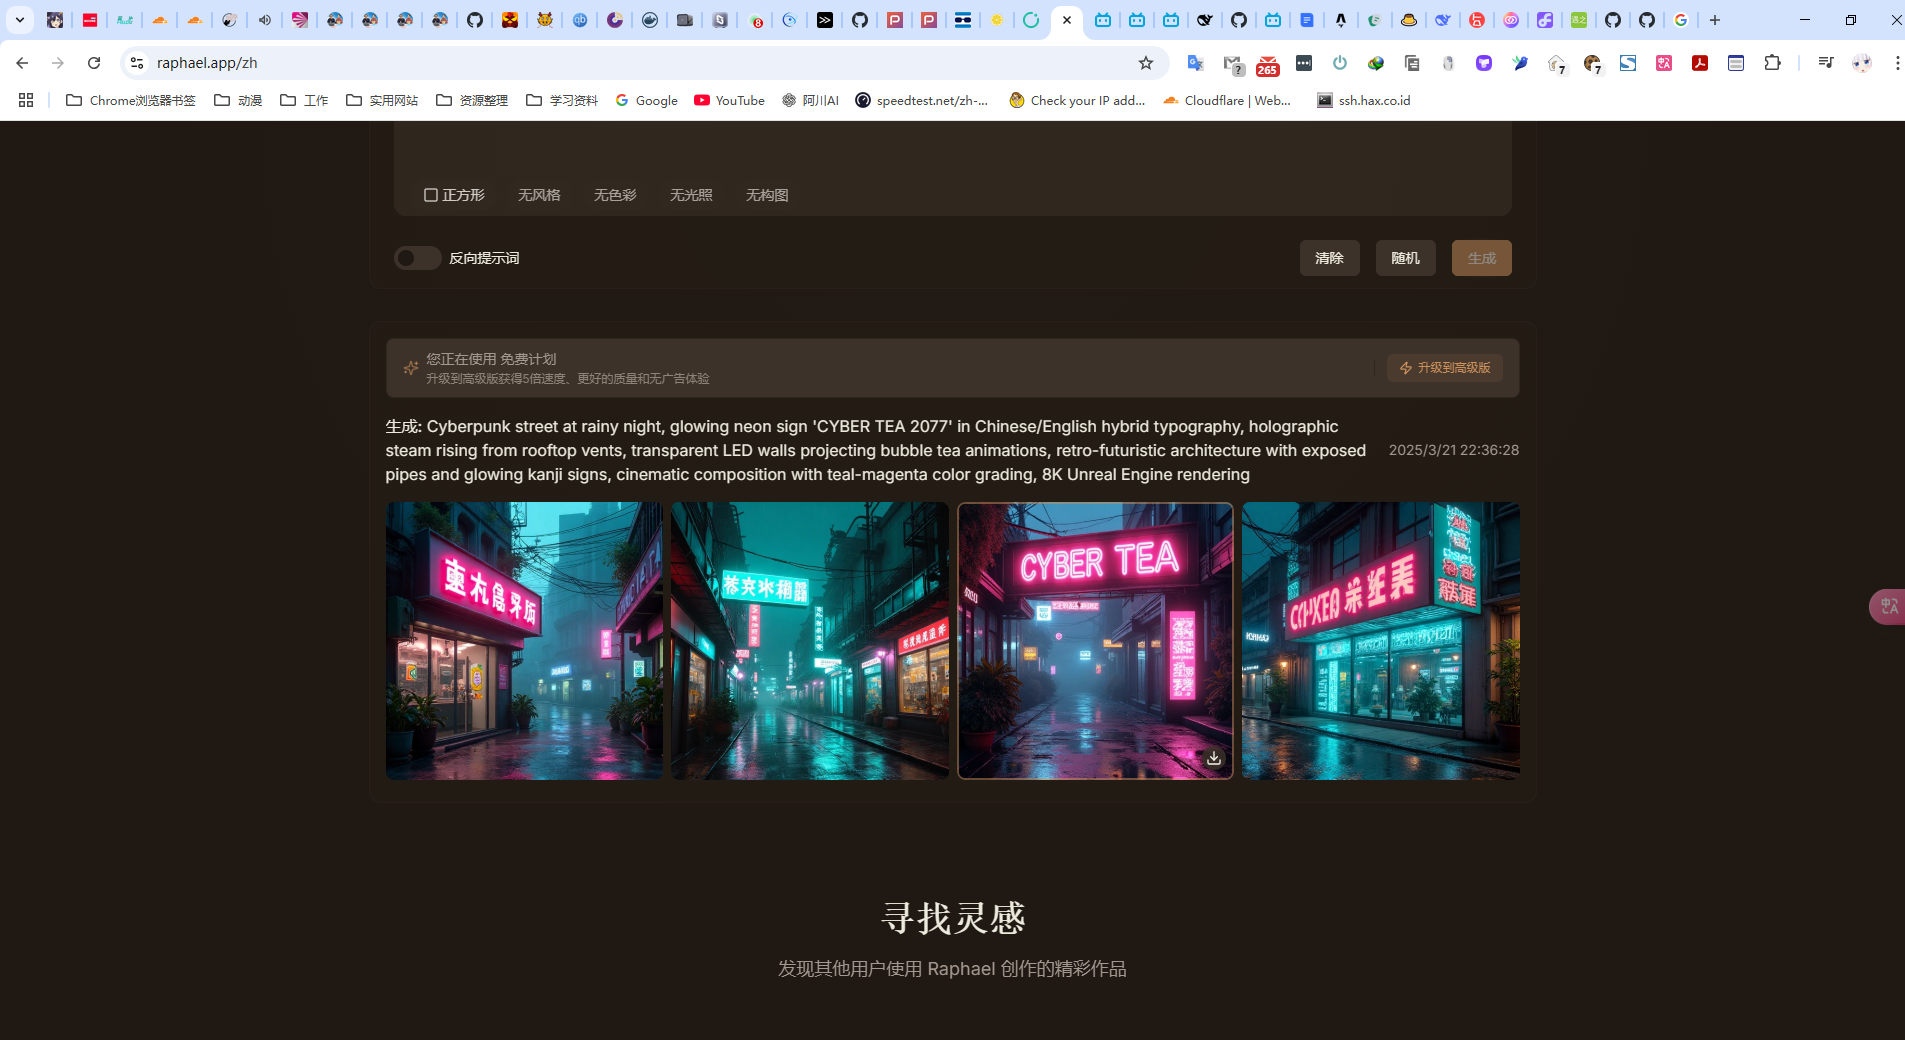 raphael.app/zh
265
7
7
Chrome浏览器书签
动漫
工作
实用网站
资源整理
学习资料
Google
YouTube
阿川AI
speedtest.net/zh-...
Check your IP add...
Cloudflare | Web...
ssh.hax.co.id
正方形
无风格
无色彩
无光照
无构图
反向提示词
清除
随机
生成
您正在使用 免费计划
升级到高级版获得5倍速度、更好的质量和无广告体验
升级到高级版
生成: Cyberpunk street at rainy night, glowing neon sign 'CYBER TEA 2077' in Chinese/English hybrid typography, holographic
steam rising from rooftop vents, transparent LED walls projecting bubble tea animations, retro-futuristic architecture with exposed
pipes and glowing kanji signs, cinematic composition with teal-magenta color grading, 8K Unreal Engine rendering
2025/3/21 22:36:28
CYBER TEA
寻找灵感
发现其他用户使用 Raphael 创作的精彩作品